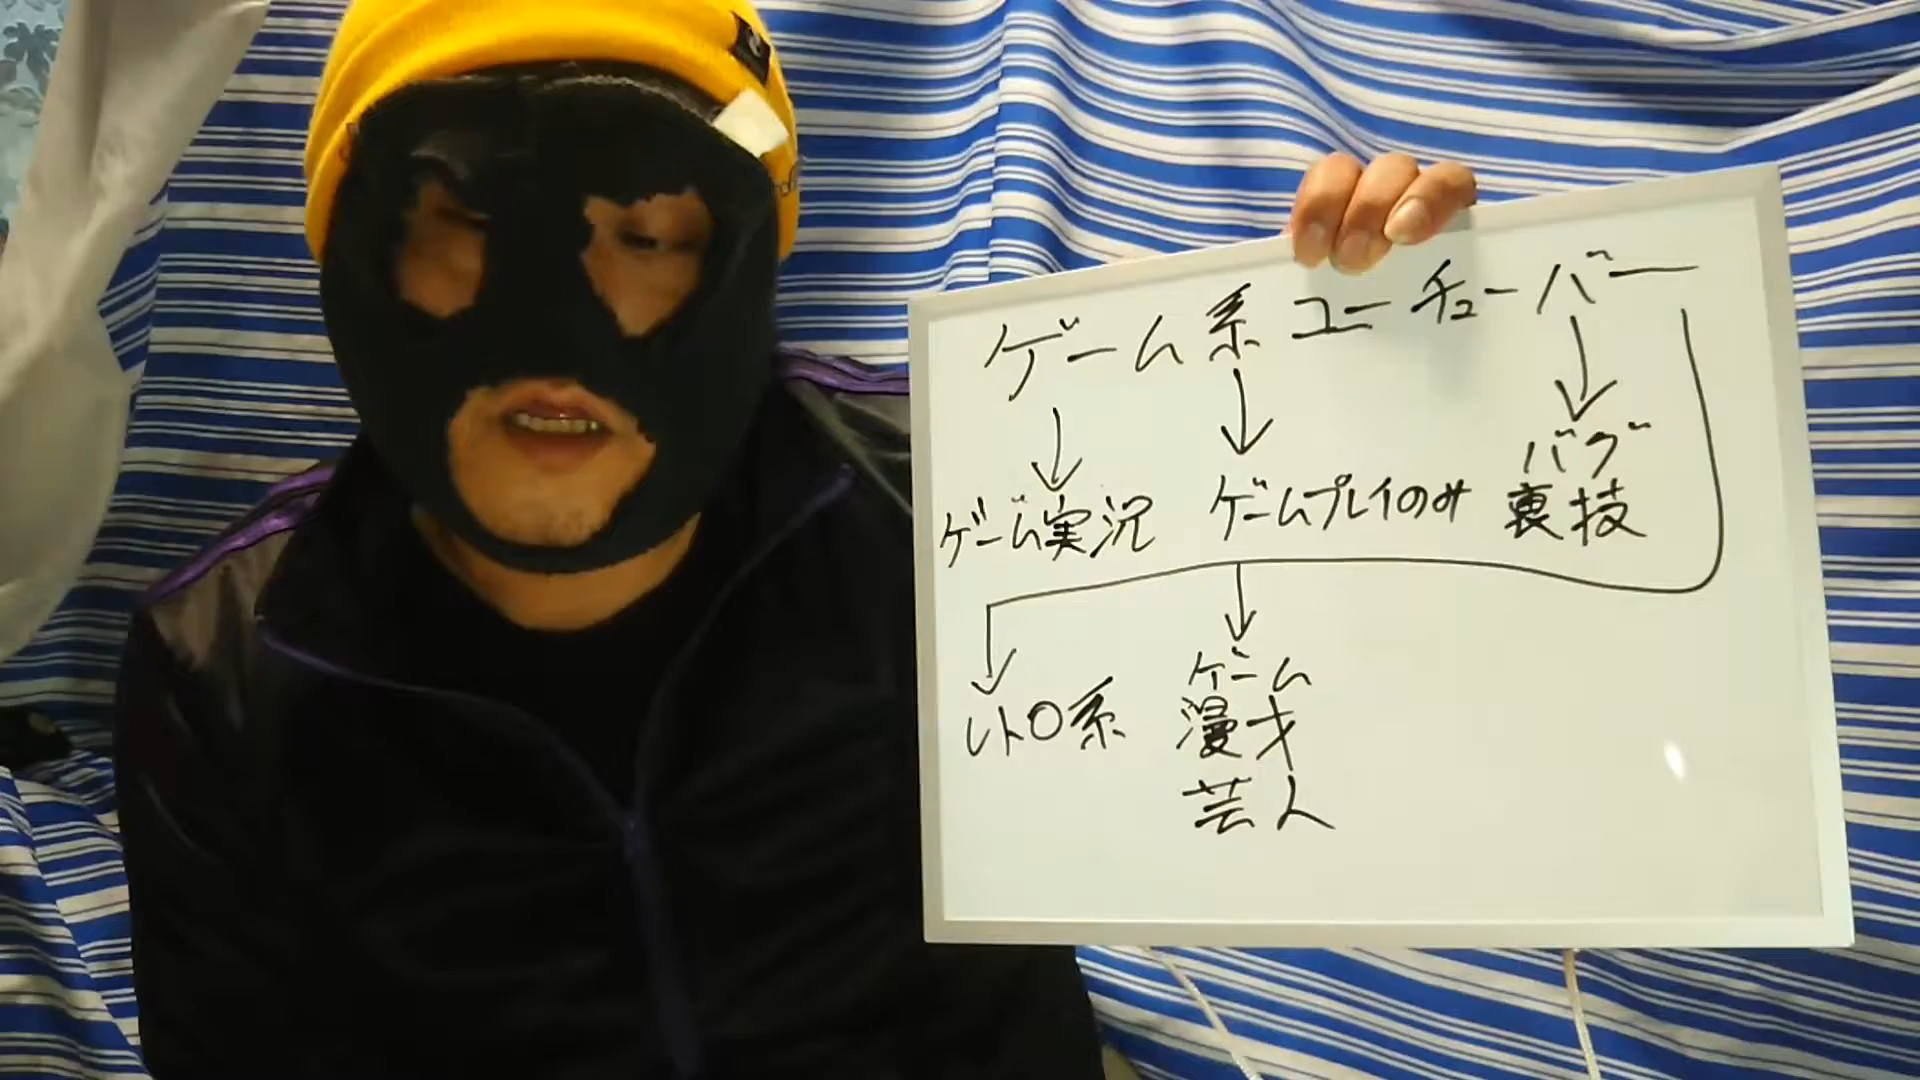 ゲーム系ユーチューバー
ゲーム実況
ゲームプレイのみ
バグ
裏技
レトロ系
ゲーム
漫才
芸人